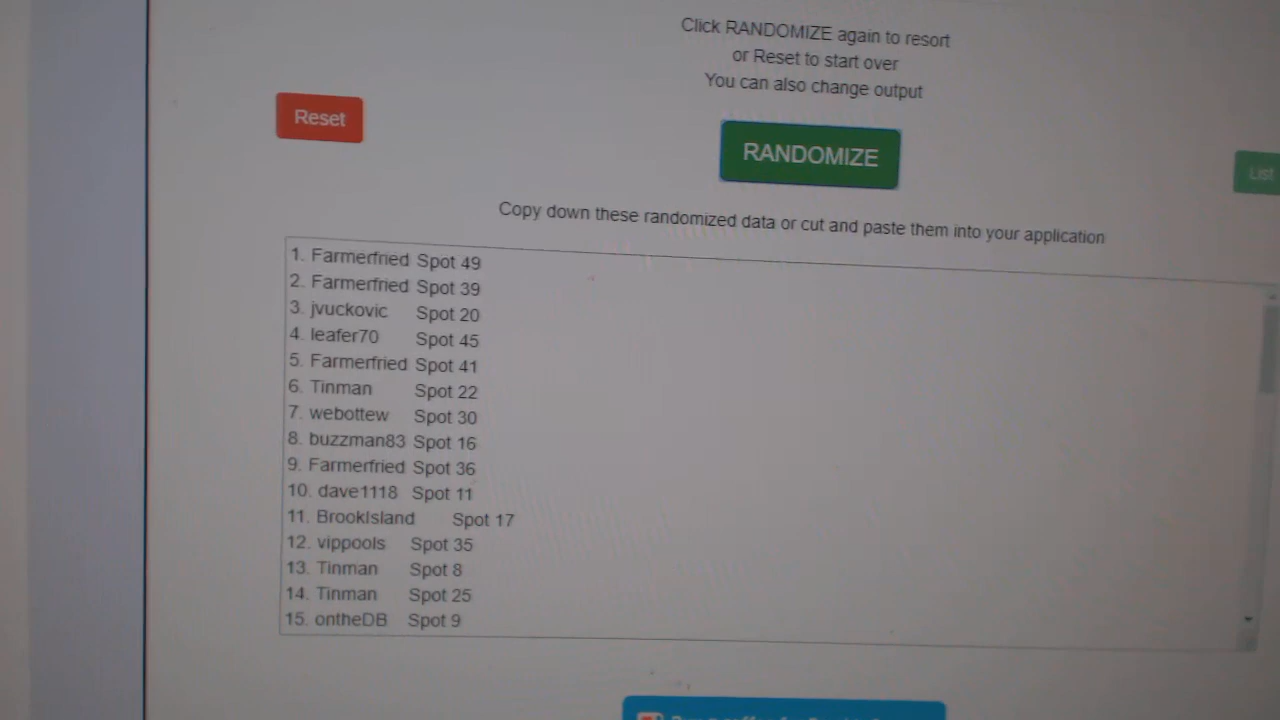 Click RANDOMIZE again to resort
or Reset to start over
You can also change output
Reset
RANDOMIZE
List
Copy down these randomized data or cut and paste them into your application
1. Farmerfried Spot 49
2. Farmerfried Spot 39
3. jvuckovic Spot 20
4. leafer70 Spot 45
5. Farmerfried Spot 41
6. Tinman Spot 22
7. webottew Spot 30
8. buzzman83 Spot 16
9. Farmerfried Spot 36
10. dave1118 Spot 11
11. BrookIsland Spot 17
12. vippools Spot 35
13. Tinman Spot 8
14. Tinman Spot 25
15. ontheDB Spot 9